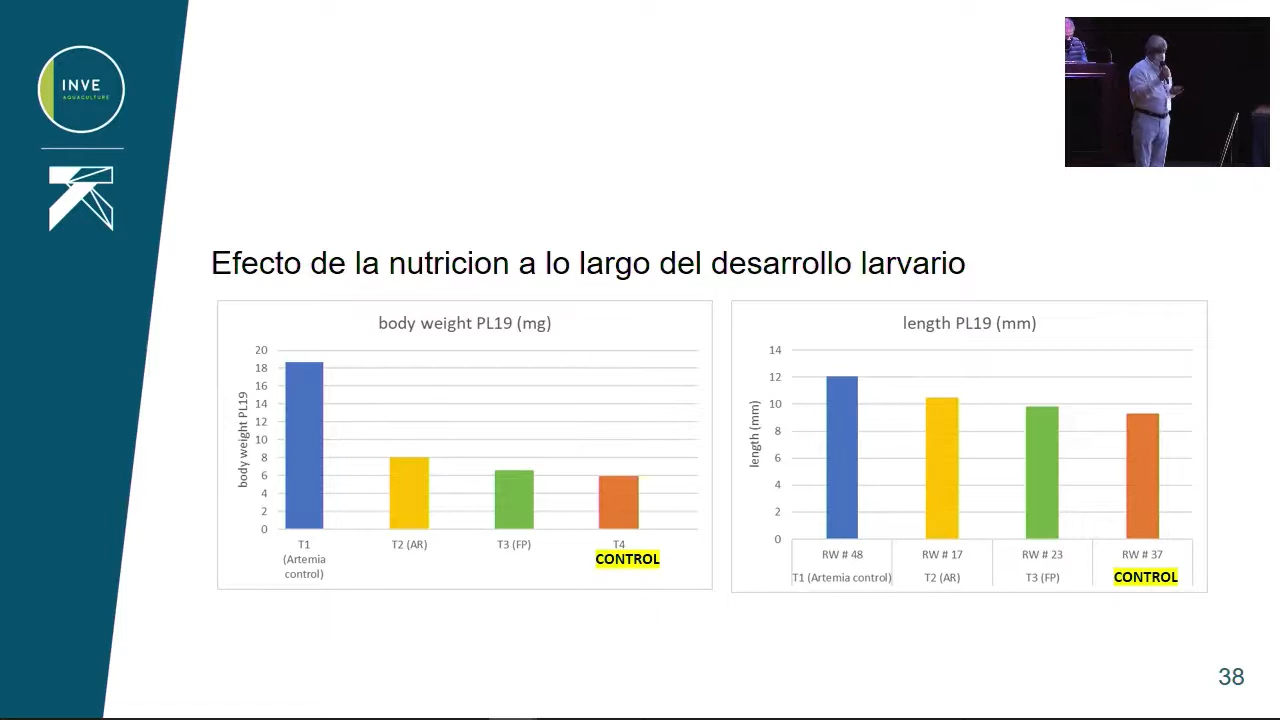 INVE
AQUACULTURE
Efecto de la nutricion a lo largo del desarrollo larvario
body weight PL19 (mg)
body weight PL19
20
18
16
14
12
10
8
6
4
2
0
T1
(Artemia
control)
T2 (AR)
T3 (FP)
T4
CONTROL
length PL19 (mm)
length (mm)
14
12
10
8
6
4
2
0
RW # 48
RW # 17
RW # 23
RW # 37
T1 (Artemia control)
T2 (AR)
T3 (FP)
CONTROL
38